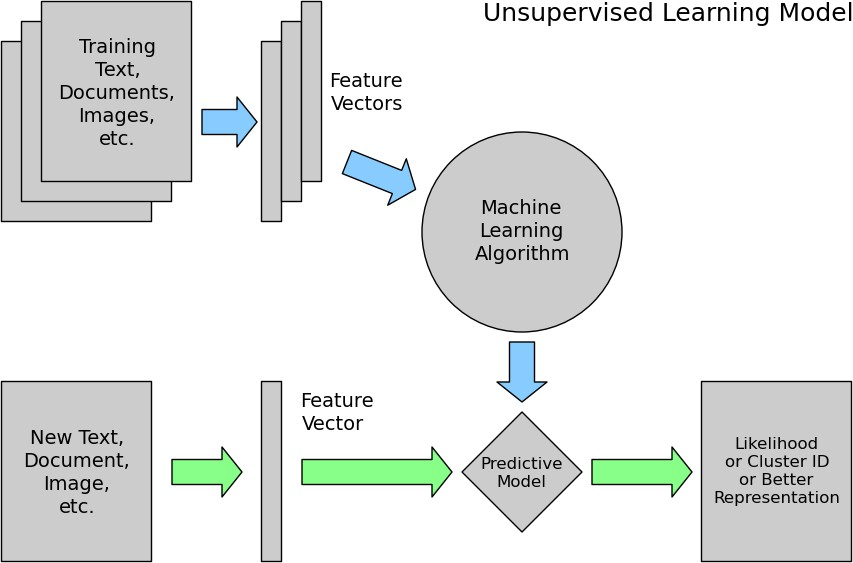 Unsupervised Learning Model
Training
Text,
Documents,
Images,
etc.
Feature
Vectors
Machine
Learning
Algorithm
New Text,
Document,
Image,
etc.
Feature
Vector
Predictive
Model
Likelihood
or Cluster ID
or Better
Representation